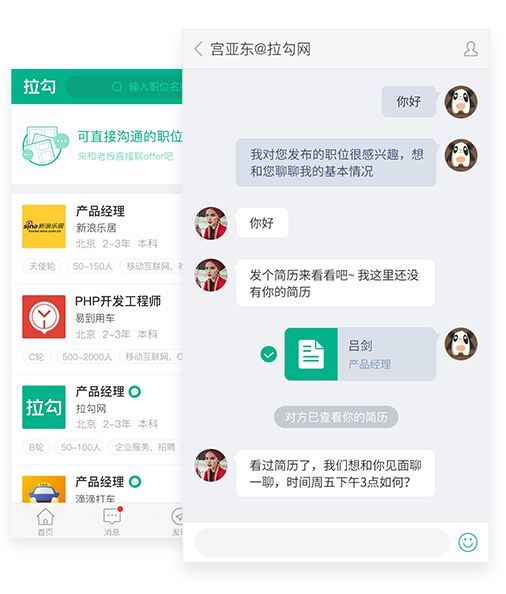 拉勾
输入职位名
可直接沟通的职位
来和老板直接聊offer吧
sina新浪乐居
产品经理
新浪乐居
北京 2-3年 本科
天使轮 50-150人 移动互联网,
PHP开发工程师
易到用车
北京 2-3年 本科
C轮 500-2000人 移动互联网, O
拉勾
产品经理
拉勾网
北京 2-3年 本科
B轮 50-100人 企业服务, 招聘
产品经理
滴滴打车
首页
消息
发现
宫亚东@拉勾网
你好
我对您发布的职位很感兴趣，想
和您聊聊我的基本情况
你好
发个简历来看看吧~ 我这里还没
有你的简历
吕剑
产品经理
对方已查看你的简历
看过简历了，我们想和你见面聊
一聊，时间周五下午3点如何？